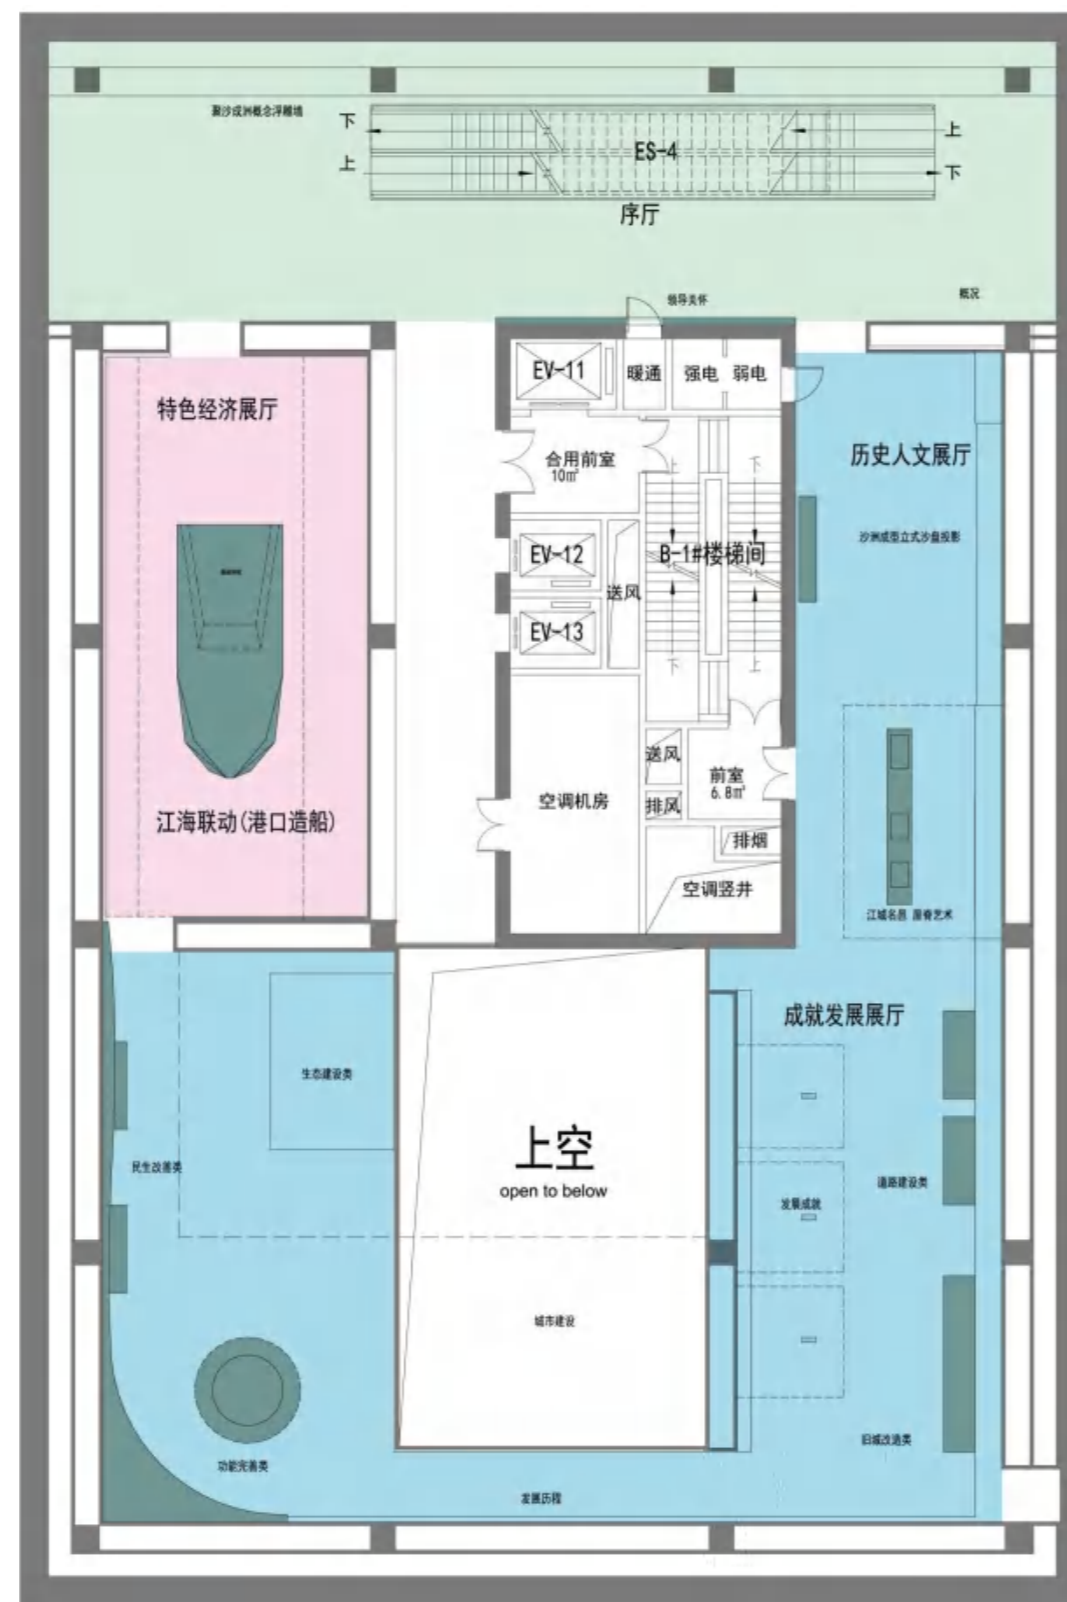 聚沙成洲概念浮雕墙
下
上
ES-4
上
下
序厅
领导关怀
概况
EV-11
暖通
强电
弱电
特色经济展厅
合用前室
10㎡
上
下
历史人文展厅
沙洲成型立式沙盘投影
EV-12
送风
B-1#楼梯间
EV-13
下
上
江海联动(港口造船)
空调机房
送风
前室
6.8㎡
排风
排烟
空调竖井
江城名邑
成就发展展厅
生态建设类
上空
open to below
民生改善类
道路建设类
发展成就
城市建设
旧城改造类
功能完善类
发展历程